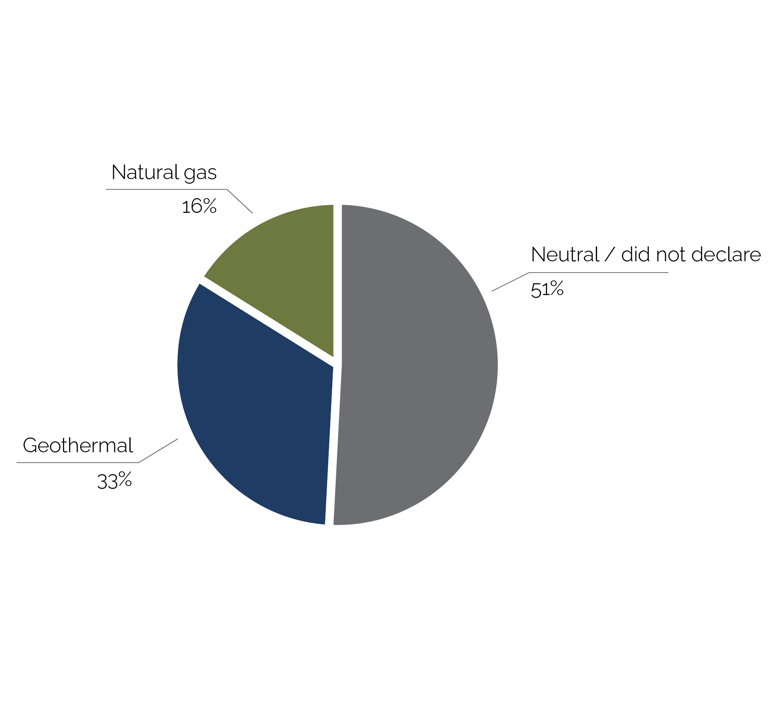 Natural gas
16%
Neutral / did not declare
51%
Geothermal
33%